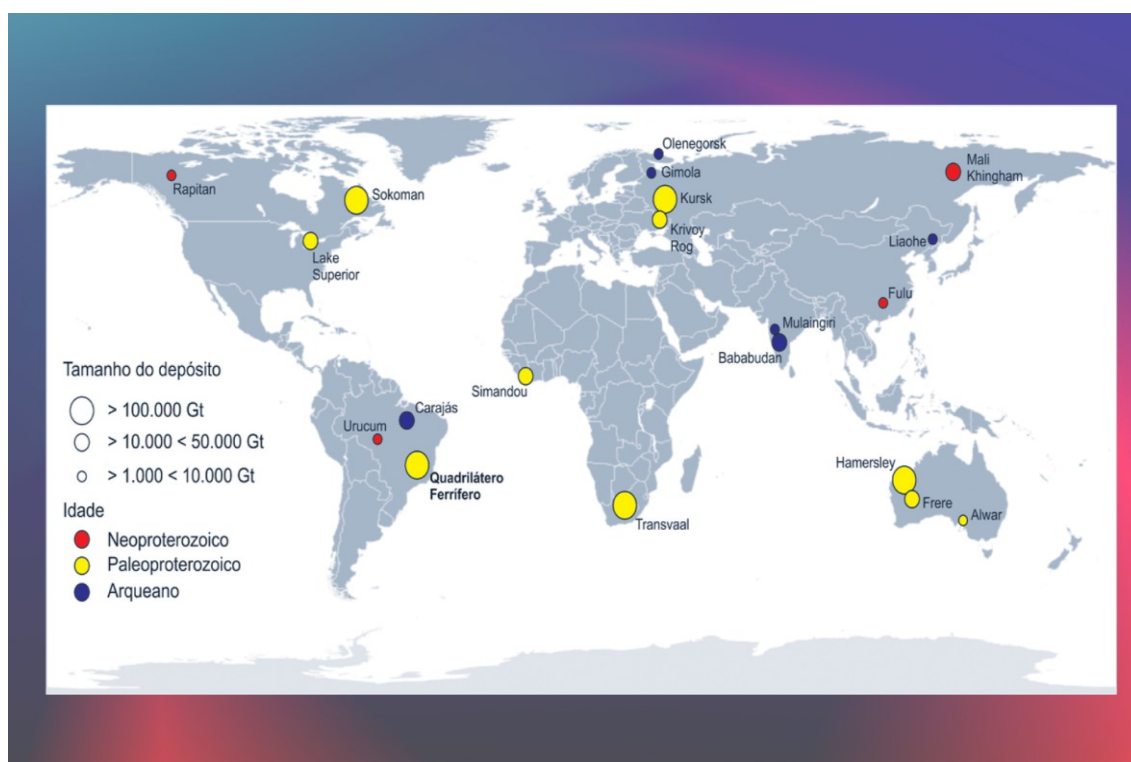 Olenegorsk
Gimola
Mali
Khingham
Rapitan
Sokoman
Kursk
Krivoy
Rog
Liaohe
Lake
Superior
Fulu
Mulaingiri
Bababudan
Simandou
Carajás
Urucum
Quadrilátero
Ferrífero
Transvaal
Hamersley
Frere
Alwar
Tamanho do depósito
> 100.000 Gt
> 10.000 < 50.000 Gt
> 1.000 < 10.000 Gt
Idade
Neoproterozoico
Paleoproterozoico
Arqueano